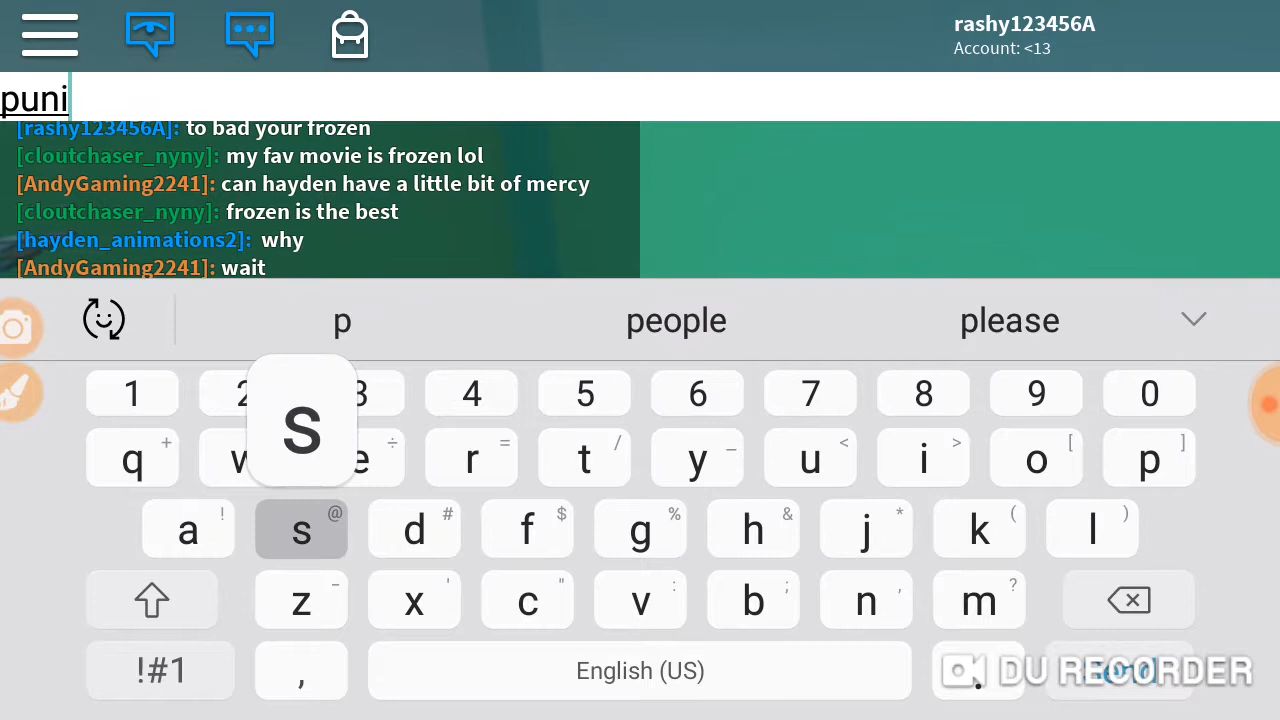 rashy123456A
Account: <13
puni
[rashy123456A]: to bad your frozen
[cloutchaser_nyny]: my fav movie is frozen lol
[AndyGaming2241]: can hayden have a little bit of mercy
[cloutchaser_nyny]: frozen is the best
[hayden_animations2]: why
[AndyGaming2241]: wait
p people please
1 2 3 4 5 6 7 8 9 0
s
q + w e ÷ r = t / y _ u < i > o [ p ]
a ! s @ d # f $ g % h & j * k ( l )
z - x ' c " v : b ; n , m ?
!#1 , English (US) .
DU RECORDER